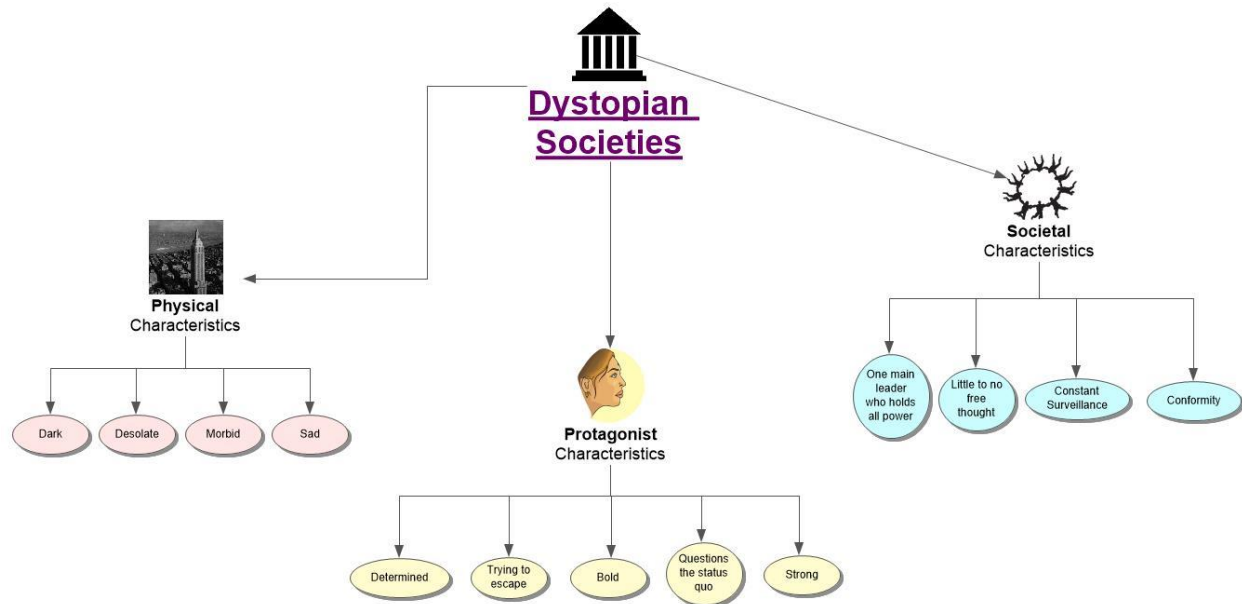 Dystopian
Societies
Physical
Characteristics
Dark
Desolate
Morbid
Sad
Protagonist
Characteristics
Determined
Trying to
escape
Bold
Questions
the status
quo
Strong
Societal
Characteristics
One main
leader
who holds
all power
Little to no
free
thought
Constant
Surveillance
Conformity